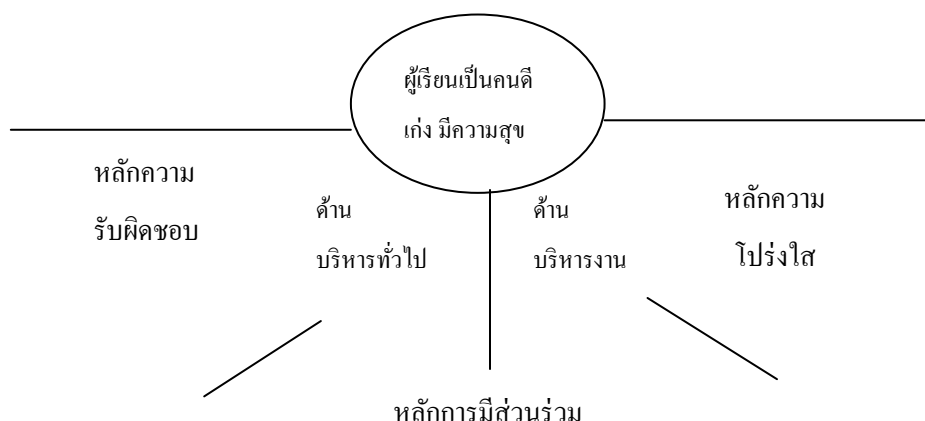 ผู้เรียนเป็นคนดี
เก่ง มีความสุข
หลักความ
รับผิดชอบ
ด้าน
บริหารทั่วไป
ด้าน
บริหารงาน
หลักความ
โปร่งใส
หลักการมีส่วนร่วม